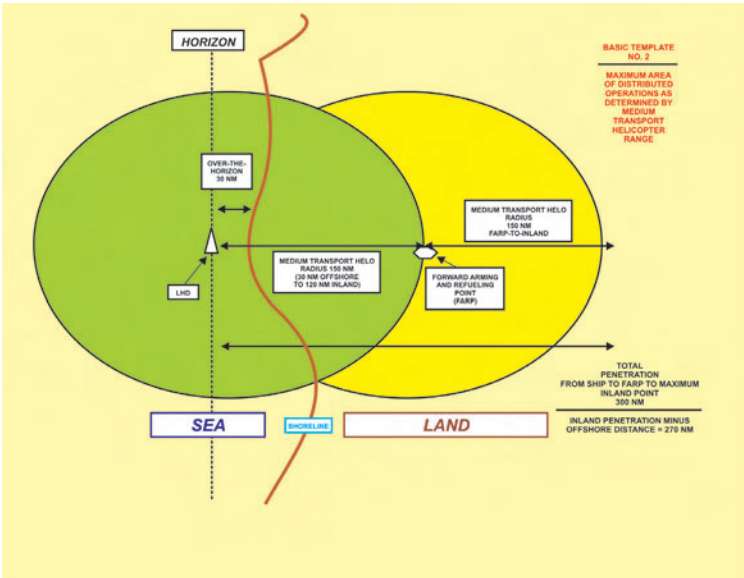 HORIZON
BASIC TEMPLATE
NO. 2
MAXIMUM AREA
OF DISTRIBUTED
OPERATIONS AS
DETERMINED BY
MEDIUM
TRANSPORT
HELICOPTER
RANGE
OVER-THE-
HORIZON
30 NM
MEDIUM TRANSPORT HELO
RADIUS
150 NM
FARP-TO-INLAND
MEDIUM TRANSPORT HELO
RADIUS 150 NM
(30 NM OFFSHORE
TO 120 NM INLAND)
LHD
FORWARD ARMING
AND REFUELING
POINT
(FARP)
TOTAL
PENETRATION
FROM SHIP TO FARP TO MAXIMUM
INLAND POINT
300 NM
INLAND PENETRATION MINUS
OFFSHORE DISTANCE = 270 NM
SEA
SHORELINE
LAND